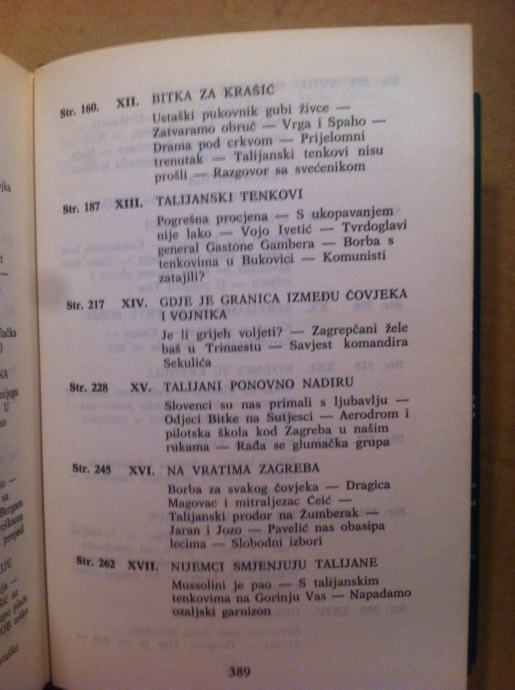 Str. 160. XII. BITKA ZA KRAŠIĆ
Ustaški pukovnik gubi živce —
Zatvaramo obruč — Vrga i Spaho —
Drama pod crkvom — Prijelomni
trenutak — Talijanski tenkovi nisu
prošli — Razgovor sa svećenikom
Str. 187 XIII. TALIJANSKI TENKOVI
Pogrešna procjena — S ukopavanjem
nije lako — Vojo Ivetić — Tvrdoglavi
general Gastone Gambera — Borba s
tenkovima u Bukovici — Komunisti
zatajili?
Str. 217 XIV. GDJE JE GRANICA IZMEĐU ČOVJEKA
I VOJNIKA
Je li grijeh voljeti? — Zagrepčani žele
baš u Trinaestu — Savjest komandira
Sekulića
Str. 228 XV. TALIJANI PONOVNO NADIRU
Slovenci su nas primali s ljubavlju —
Odjeci Bitke na Sutjesci — Aerodrom i
pilotska škola kod Zagreba u našim
rukama — Rađa se glumačka grupa
Str. 245 XVI. NA VRATIMA ZAGREBA
Borba za svakog čovjeka — Dragica
Magovac i mitraljezac Čeić —
Talijanski prodor na Žumberak —
Jaran i Jozo — Pavelić nas obasipa
lecima — Slobodni izbori
Str. 262 XVII. NIJEMCI SMJENJUJU TALIJANE
Mussolini je pao — S talijanskim
tenkovima na Gorinju Vas — Napadamo
ozaljski garnizon
389